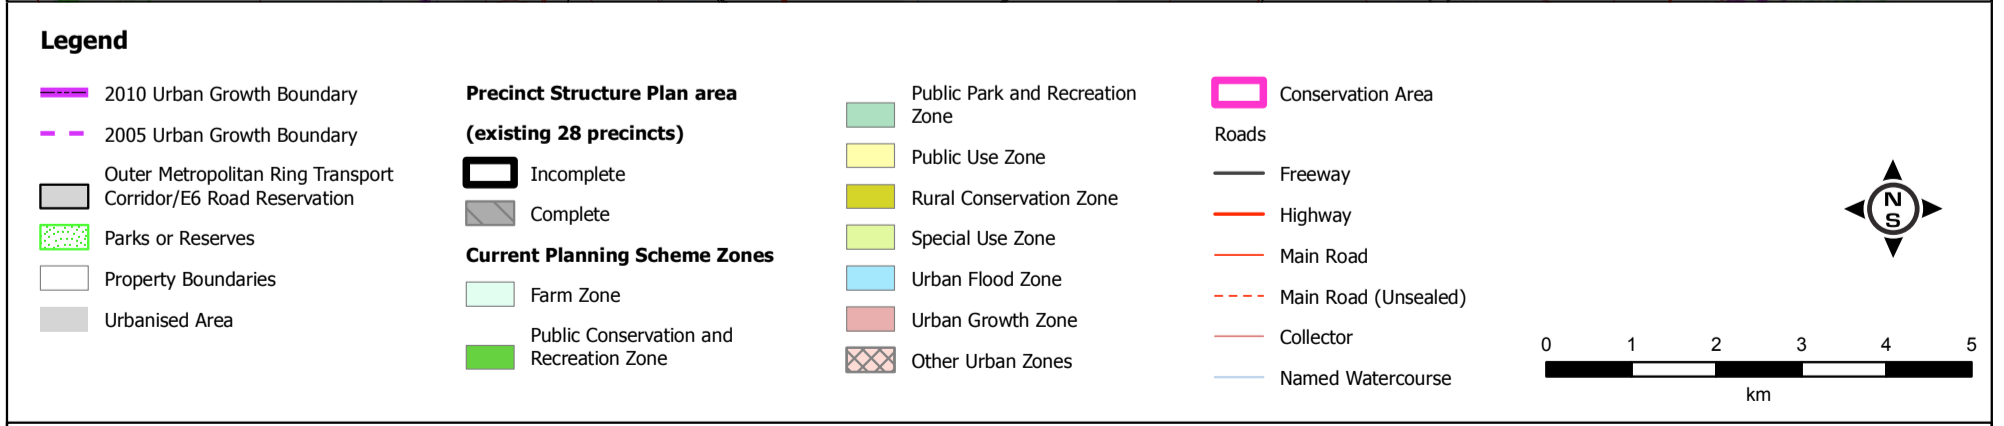 Legend
2010 Urban Growth Boundary
2005 Urban Growth Boundary
Outer Metropolitan Ring Transport
Corridor/E6 Road Reservation
Parks or Reserves
Property Boundaries
Urbanised Area
Precinct Structure Plan area
(existing 28 precincts)
Incomplete
Complete
Current Planning Scheme Zones
Farm Zone
Public Conservation and
Recreation Zone
Public Park and Recreation
Zone
Public Use Zone
Rural Conservation Zone
Special Use Zone
Urban Flood Zone
Urban Growth Zone
Other Urban Zones
Conservation Area
Roads
Freeway
Highway
Main Road
Main Road (Unsealed)
Collector
Named Watercourse
N
S
0 1 2 3 4 5
km